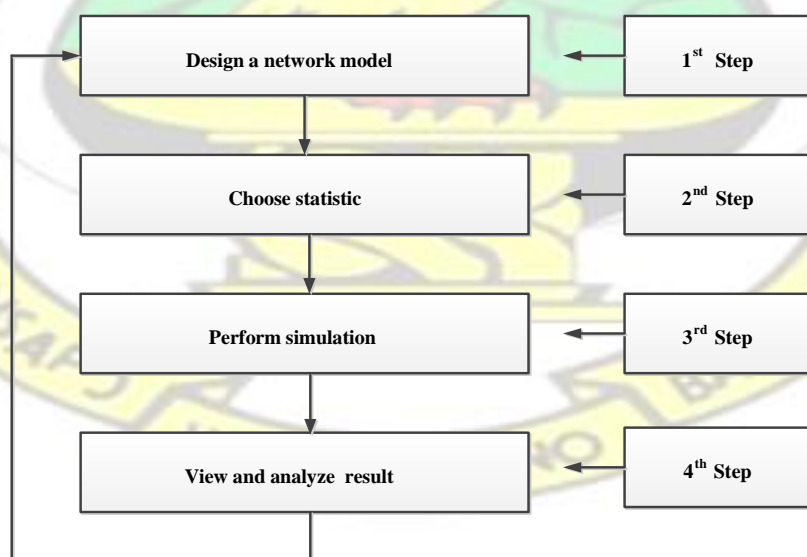 Design a network model
1st Step
Choose statistic
2nd Step
Perform simulation
3rd Step
View and analyze result
4th Step